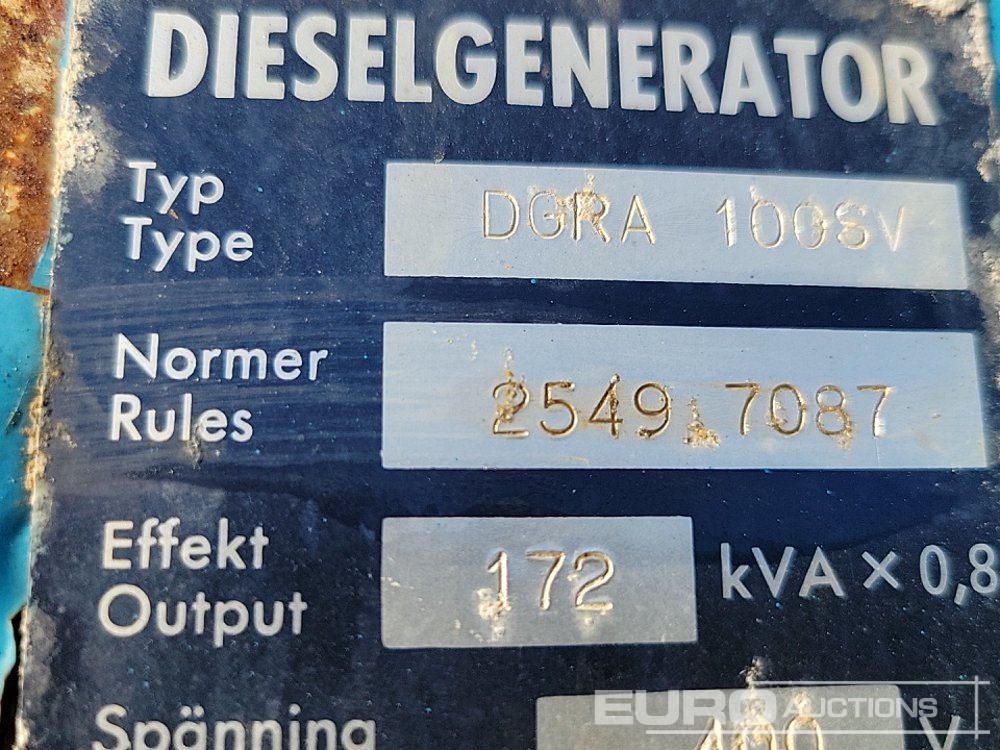 DIESELGENERATOR
Typ
Type
DGRA 100SV
Normer
Rules
2549 7087
Effekt
Output
172
kVA × 0,8
Spänning
V
EURO AUCTIONS